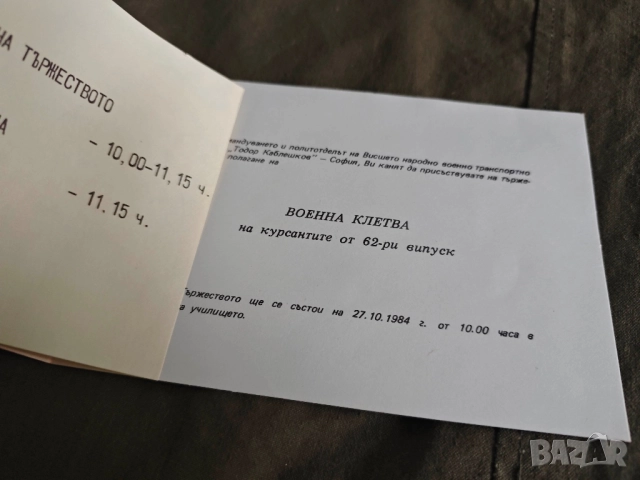 НА ТЪРЖЕСТВОТО
А
– 10,00–11,15 ч.
– 11.15 ч.
ндуването и политотделът на Висшето народно военно транспортно
„Тодор Каблешков" – София, Ви канят да присъствувате на търже-
полагане на
ВОЕННА КЛЕТВА
на курсантите от 62-ри випуск
Тържеството ще се състои на 27.10.1984 г. от 10.00 часа в
а училището.
BAZAR